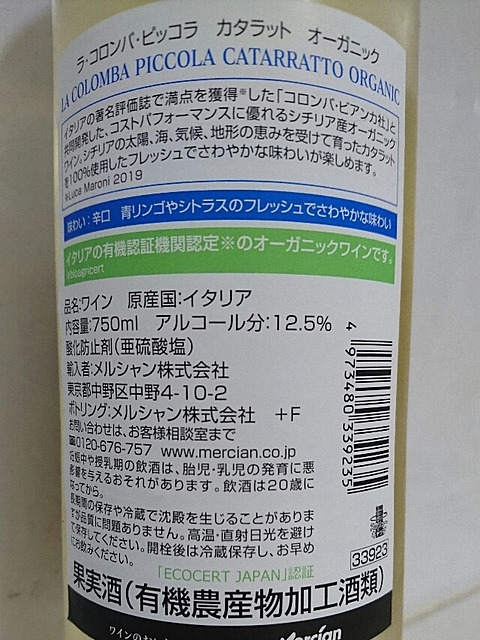 ラ・コロンバ・ピッコラ カタラット オーガニック
LA COLOMBA PICCOLA CATARRATTO ORGANIC
イタリアの著名評価誌で満点を獲得※した「コロンバ・ビアンカ社」と
共同開発した、コストパフォーマンスに優れるシチリア産オーガニック
ワイン。シチリアの太陽、海、気候、地形の恵みを受けて育ったカタラット
を100%使用したフレッシュでさわやかな味わいが楽しめます。
※Luca Maroni 2019
味わい:辛口 青リンゴやシトラスのフレッシュでさわやかな味わい
イタリアの有機認証機関認定※のオーガニックワインです。
※bioagricert
品名:ワイン 原産国:イタリア
内容量:750ml アルコール分:12.5%
酸化防止剤(亜硫酸塩)
輸入者:メルシャン株式会社
東京都中野区中野4-10-2
ボトリング:メルシャン株式会社 +F
お問い合わせは、お客様相談室まで
0120-676-757 www.mercian.co.jp
妊娠中や授乳期の飲酒は、胎児・乳児の発育に悪
影響を与えるおそれがあります。飲酒は20歳に
なってから。
長期間の保存や冷蔵で沈殿を生じることがありま
すが品質に問題ありません。高温・直射日光を避け
て保存してください。開栓後は冷蔵保存し、お早め
にお飲みください。
4973480339235
33923
「ECOCERT JAPAN」認証
果実酒(有機農産物加工酒類)
ワインのおい
Mercian